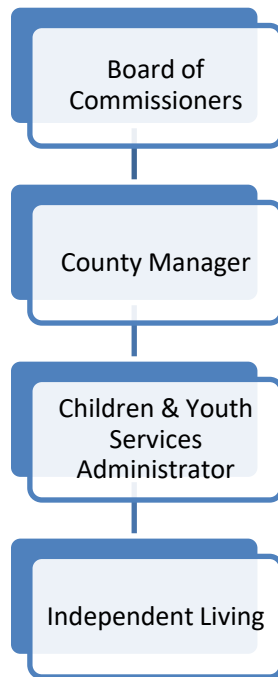 Board of
Commissioners
County Manager
Children & Youth
Services
Administrator
Independent Living